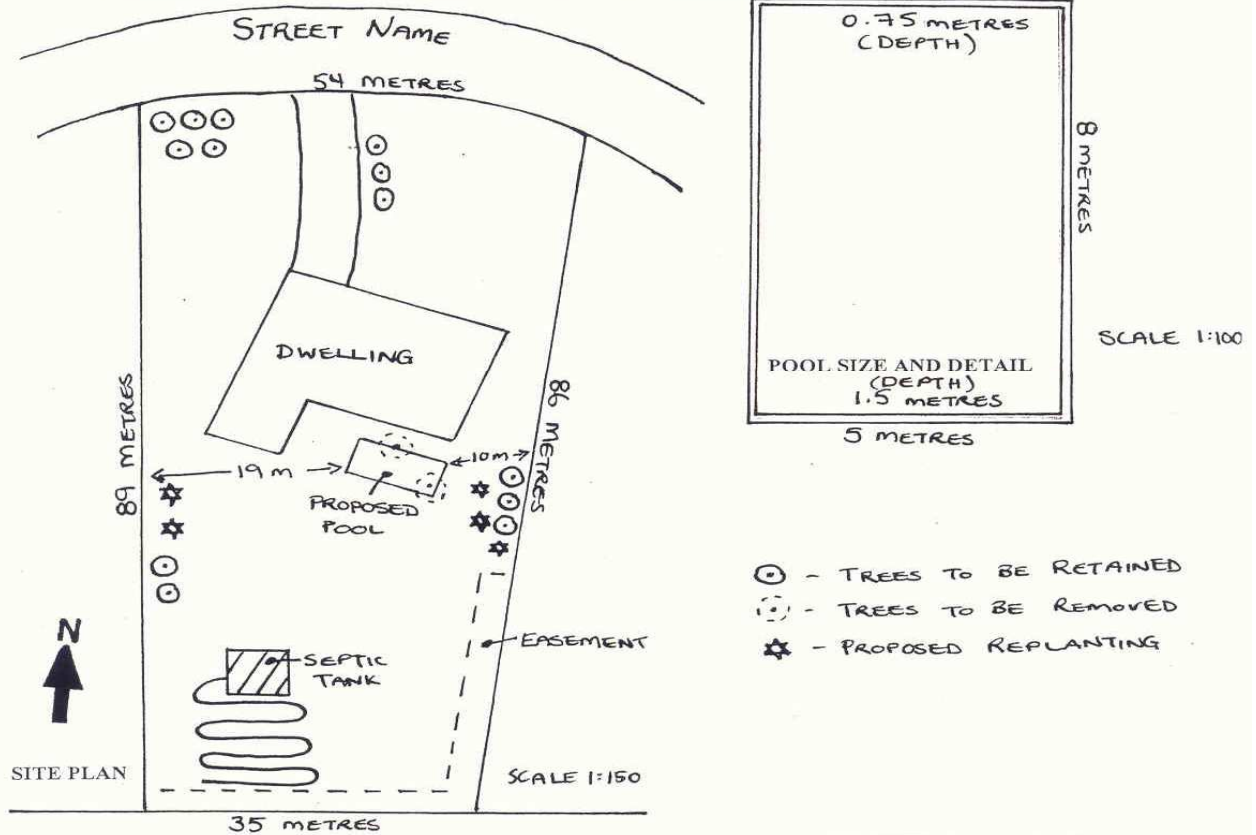 STREET NAME
54 METRES
DWELLING
89 METRES
86 METRES
19 m
10m
PROPOSED
POOL
EASEMENT
SEPTIC
TANK
N
SITE PLAN
SCALE 1:150
35 METRES
0.75 METRES
(DEPTH)
8 METRES
SCALE 1:100
POOL SIZE AND DETAIL
(DEPTH)
1.5 METRES
5 METRES
- TREES TO BE RETAINED
- TREES TO BE REMOVED
- PROPOSED REPLANTING